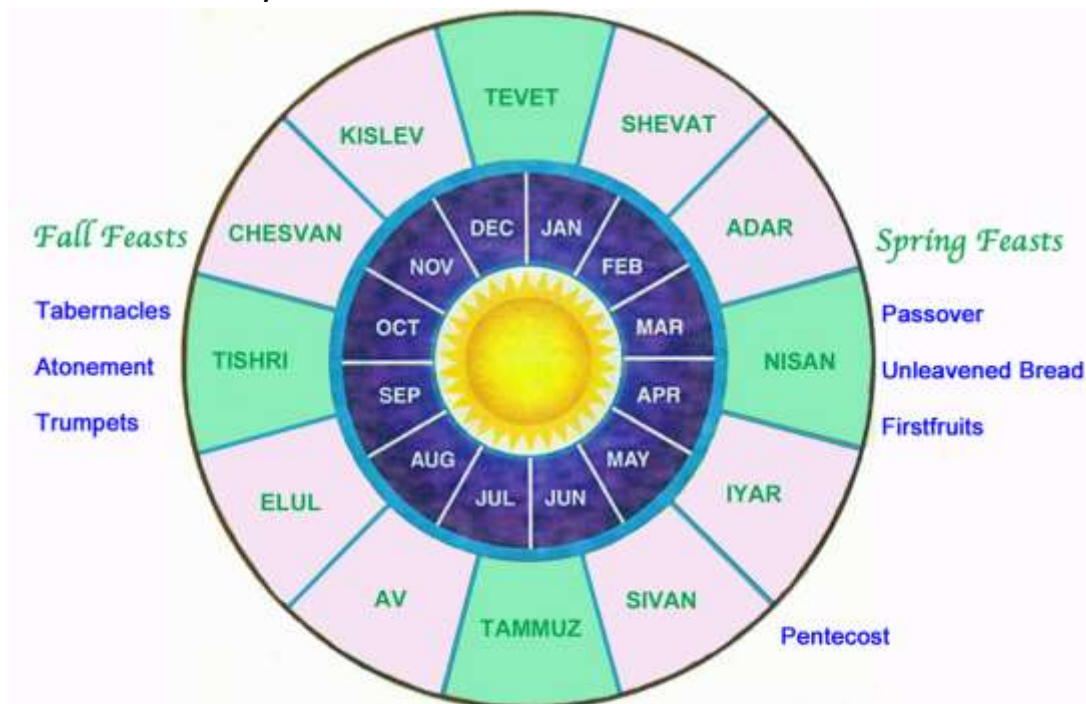 TEVET
SHEVAT
ADAR
NISAN
IYAR
SIVAN
TAMMUZ
AV
ELUL
TISHRI
CHESVAN
KISLEV
JAN
FEB
MAR
APR
MAY
JUN
JUL
AUG
SEP
OCT
NOV
DEC
Fall Feasts
Tabernacles
Atonement
Trumpets
Spring Feasts
Passover
Unleavened Bread
Firstfruits
Pentecost